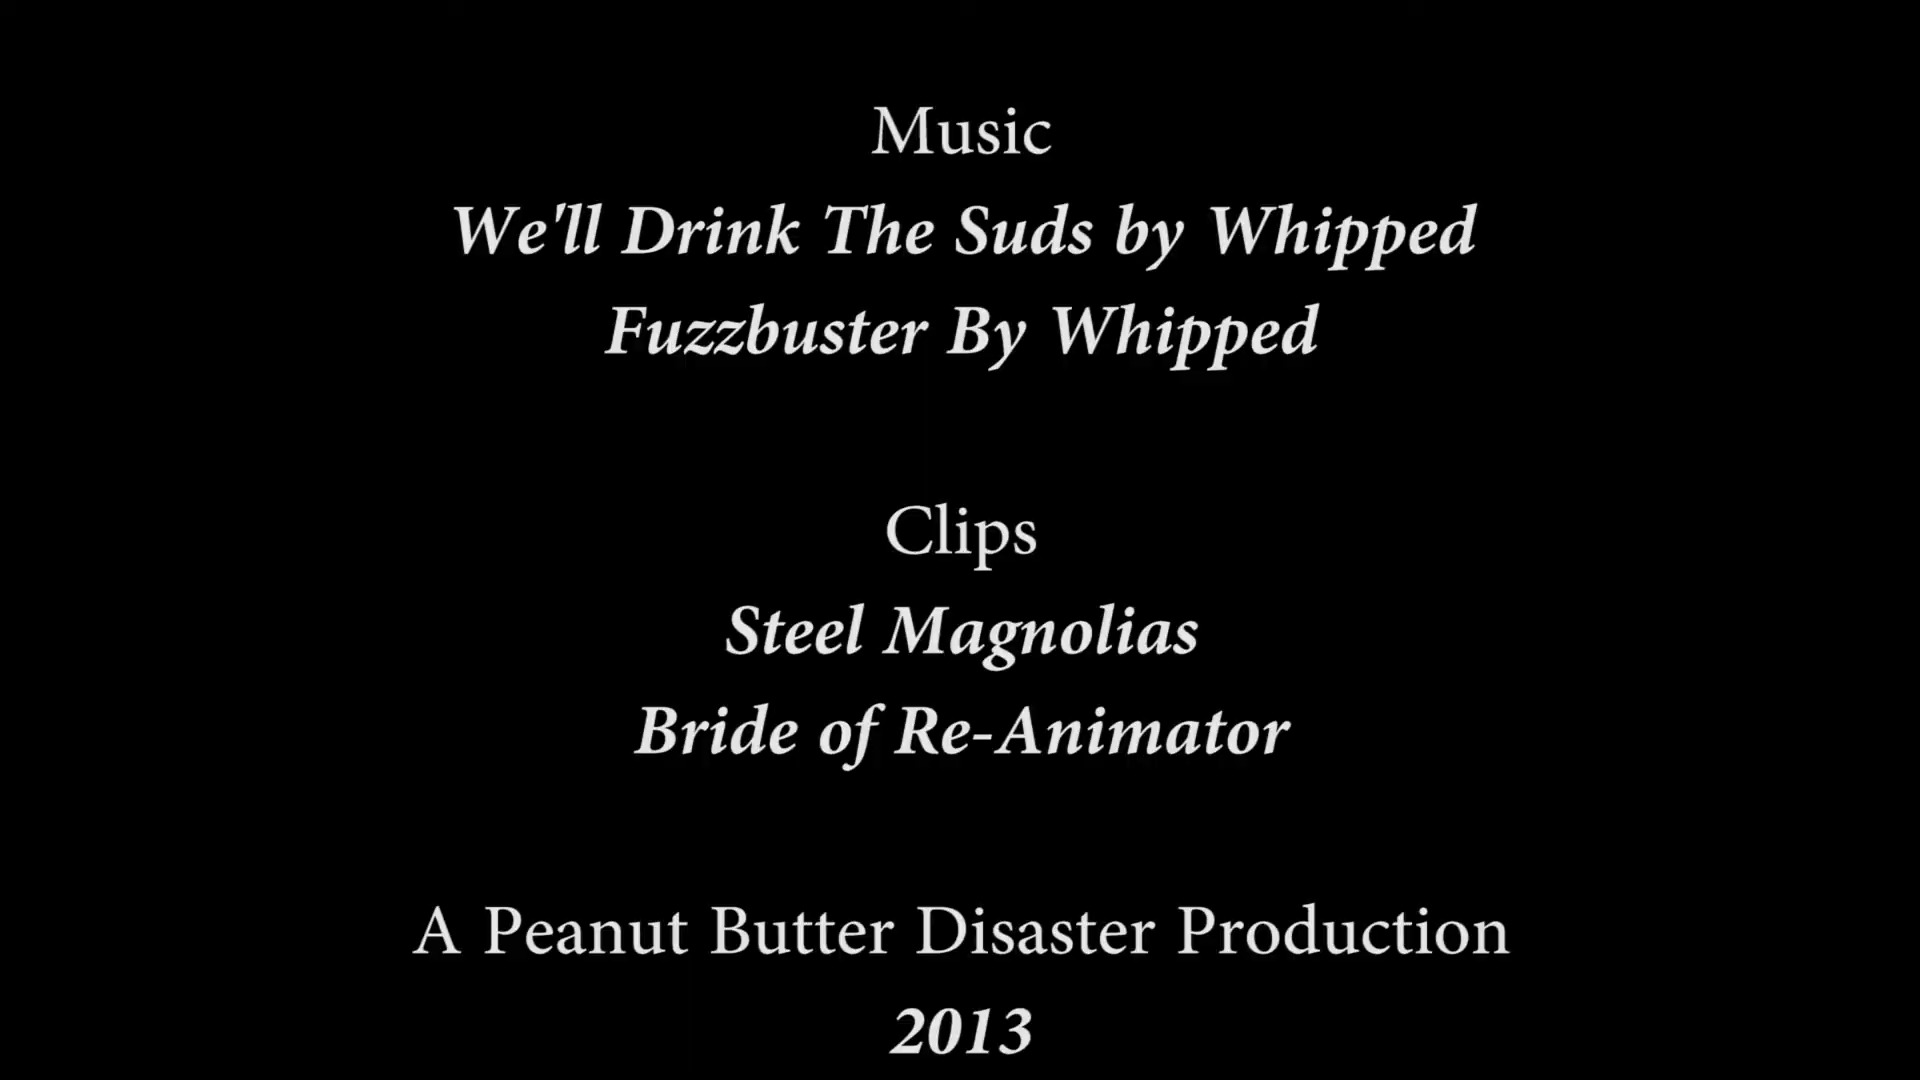 Music
We'll Drink The Suds by Whipped
Fuzzbuster By Whipped
Clips
Steel Magnolias
Bride of Re-Animator
A Peanut Butter Disaster Production
2013